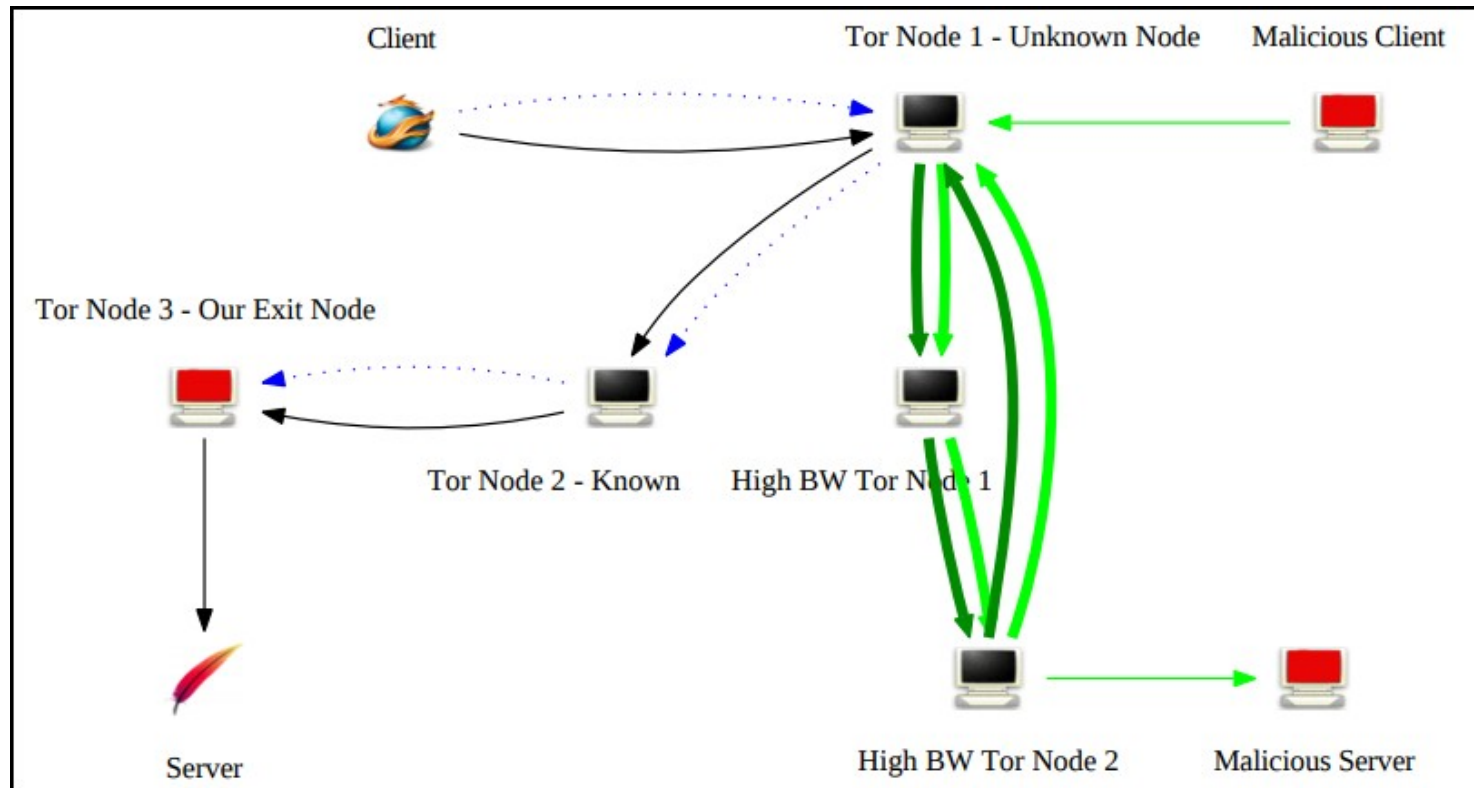 Client
Tor Node 1 - Unknown Node
Malicious Client
Tor Node 3 - Our Exit Node
Tor Node 2 - Known
High BW Tor Node 1
Server
High BW Tor Node 2
Malicious Server